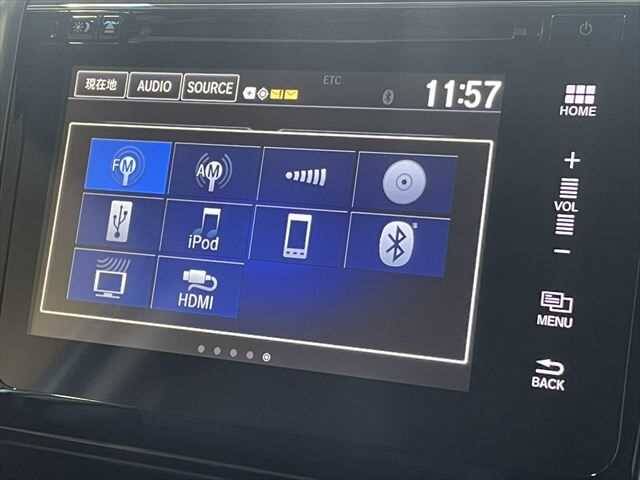 ETC
現在地 AUDIO SOURCE 11:57
FM AM
iPod
HDMI
HOME
+
VOL
−
MENU
BACK